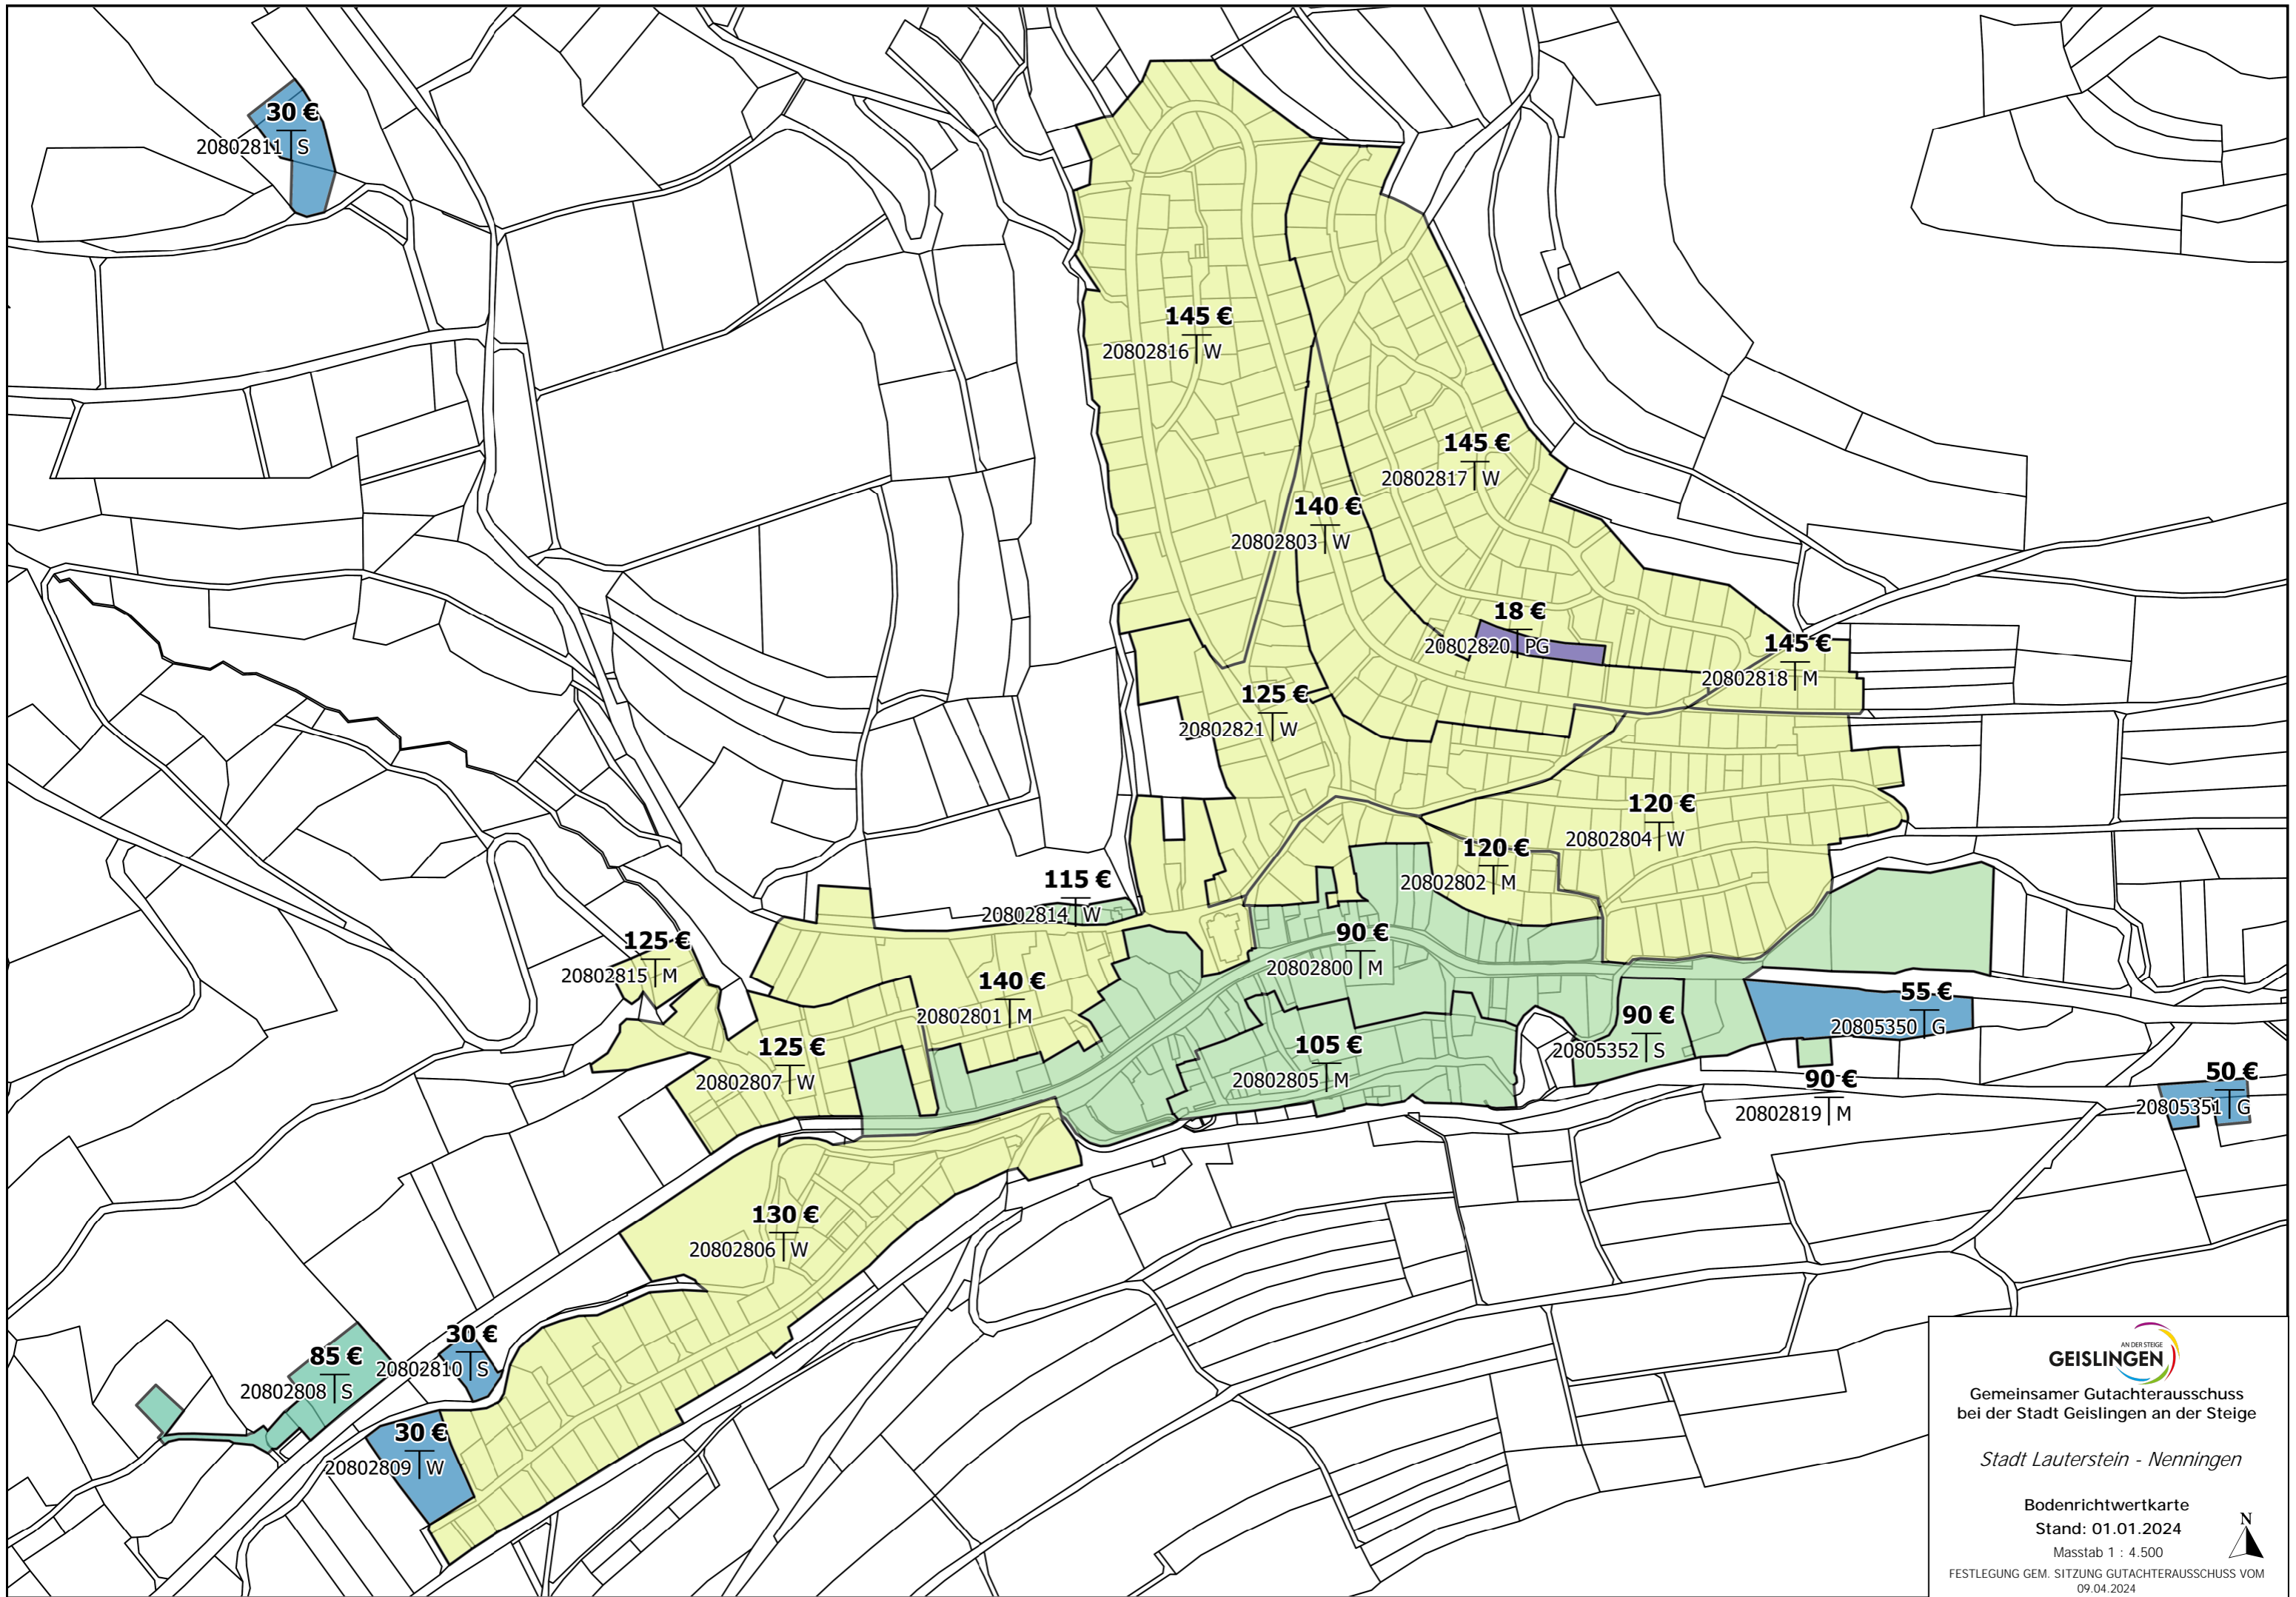 30 €
20802811 S
145 €
20802816 W
145 €
20802817 W
140 €
20802803 W
18 €
20802820 PG
145 €
20802818 M
125 €
20802821 W
120 €
20802804 W
120 €
20802802 M
115 €
20802814 W
90 €
20802800 M
125 €
20802815 M
140 €
20802801 M
55 €
20805350 G
90 €
20805352 S
125 €
20802807 W
105 €
20802805 M
90 €
20802819 M
50 €
20805351 G
130 €
20802806 W
30 €
20802810 S
85 €
20802808 S
30 €
20802809 W
AN DER STEIGE
GEISLINGEN
Gemeinsamer Gutachterausschuss
bei der Stadt Geislingen an der Steige
Stadt Lauterstein - Nenningen
Bodenrichtwertkarte
Stand: 01.01.2024
Masstab 1 : 4.500
N
FESTLEGUNG GEM. SITZUNG GUTACHTERAUSSCHUSS VOM
09.04.2024